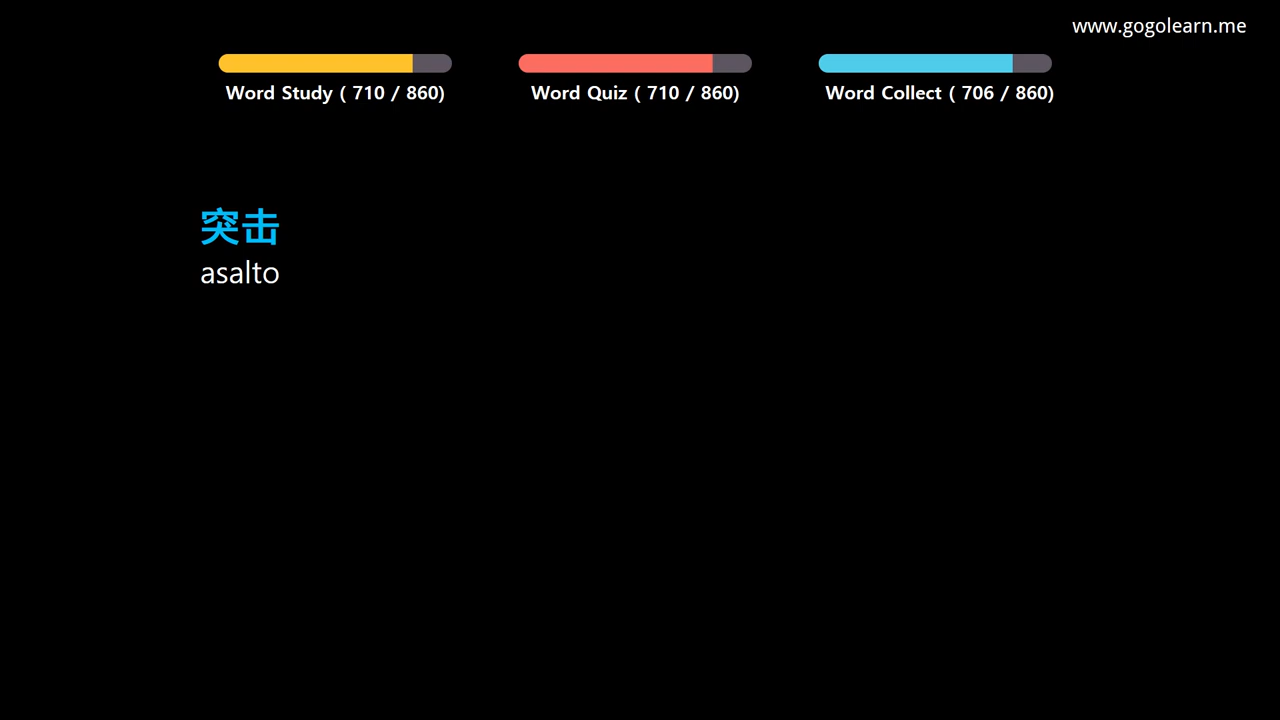 www.gogolearn.me
Word Study ( 710 / 860)
Word Quiz ( 710 / 860)
Word Collect ( 706 / 860)
突击
asalto